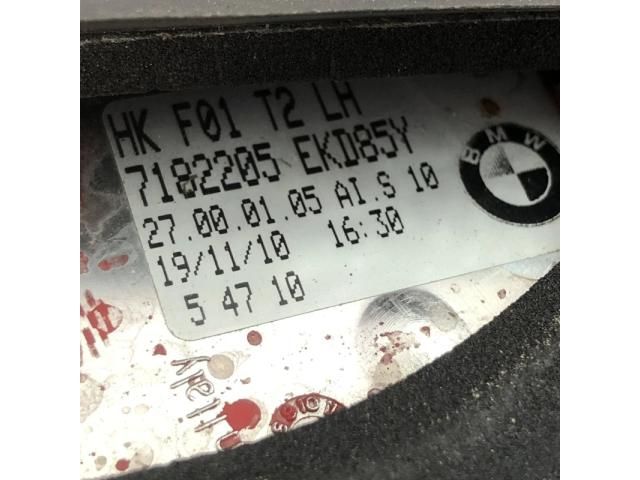 HK F01 T2 LH
7182205 EKD85Y
27.00.01.05 AI.S 10
19/11/10 16:30
5 47 10
BMW
ITALY